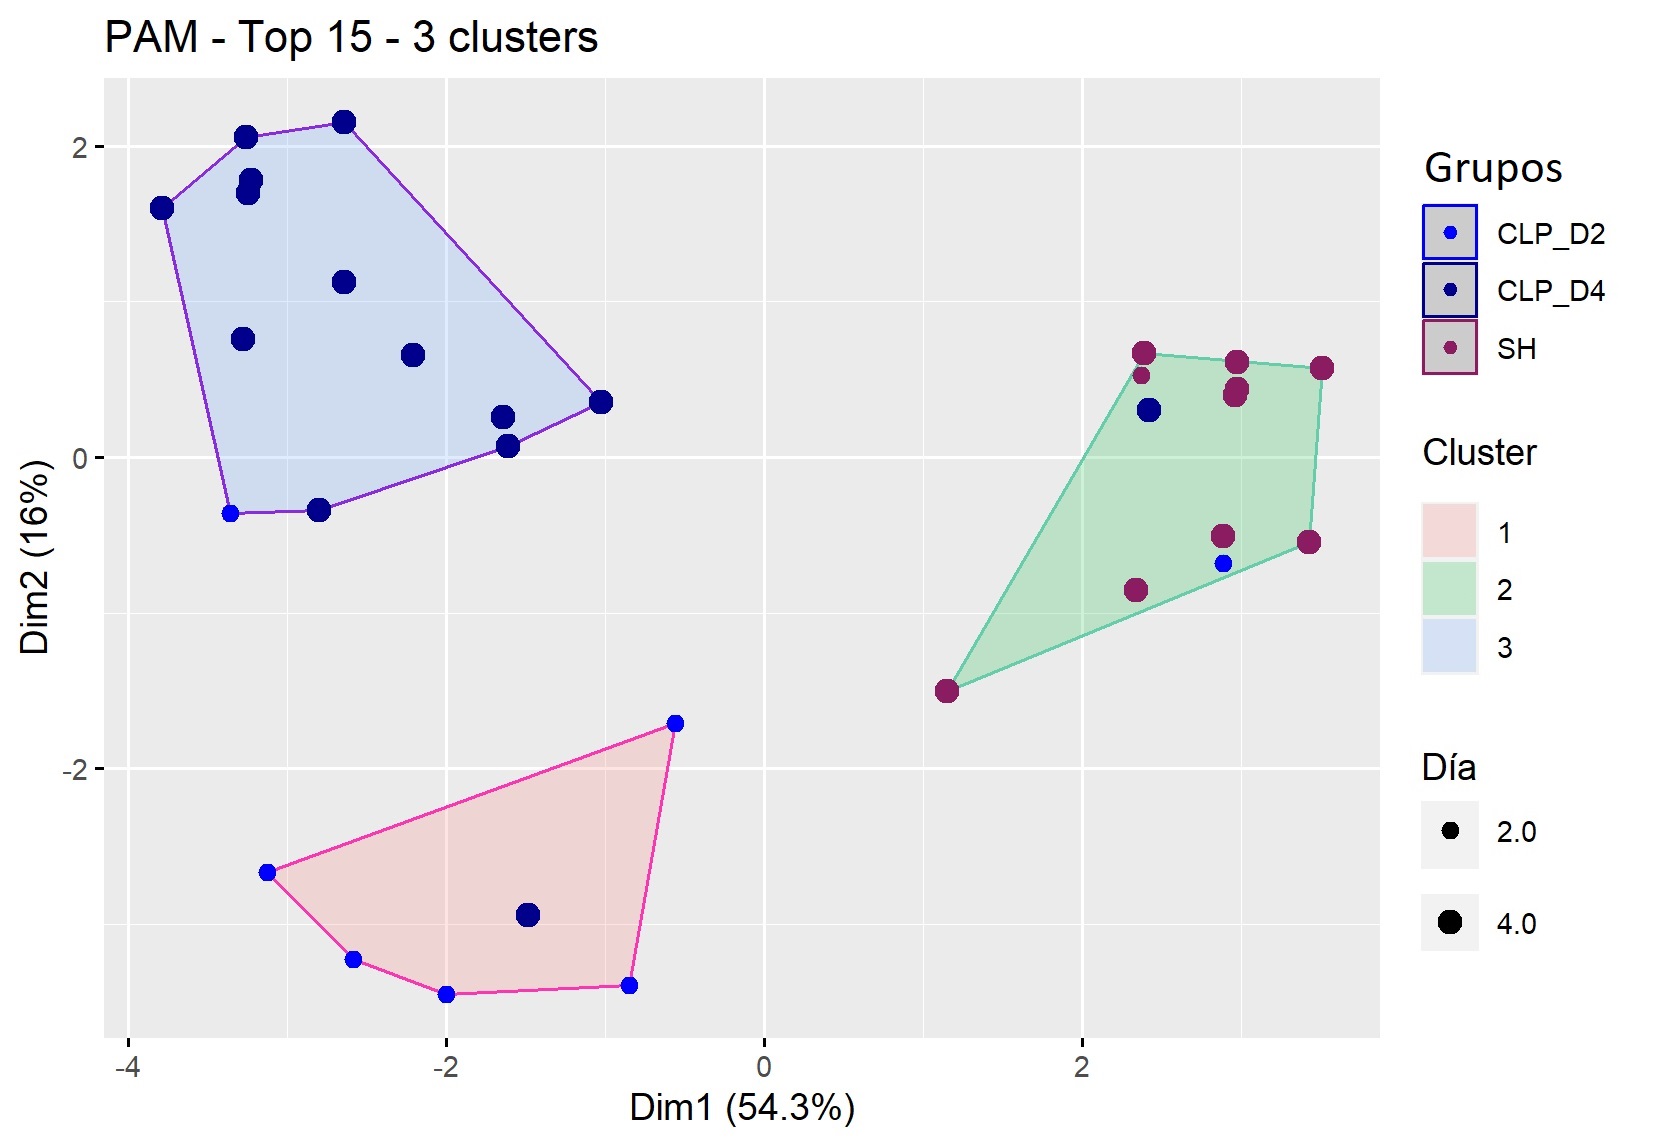 PAM - Top 15 - 3 clusters
2
0
-2
Dim2 (16%)
-4
-2
0
2
Dim1 (54.3%)
Grupos
CLP_D2
CLP_D4
SH
Cluster
1
2
3
Día
2.0
4.0